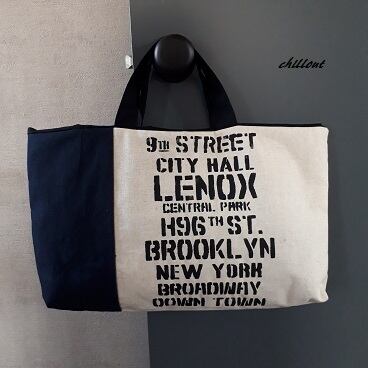 chillout
9TH STREET
CITY HALL
LENOX
CENTRAL PARK
H96TH ST.
BROOKLYN
NEW YORK
BROADWAY
DOWN TOWN